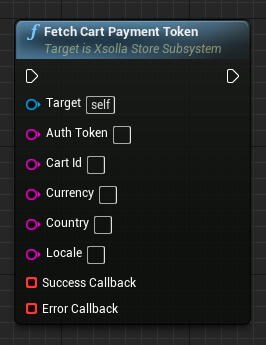 f Fetch Cart Payment Token
Target is Xsolla Store Subsystem
Target self
Auth Token
Cart Id
Currency
Country
Locale
Success Callback
Error Callback